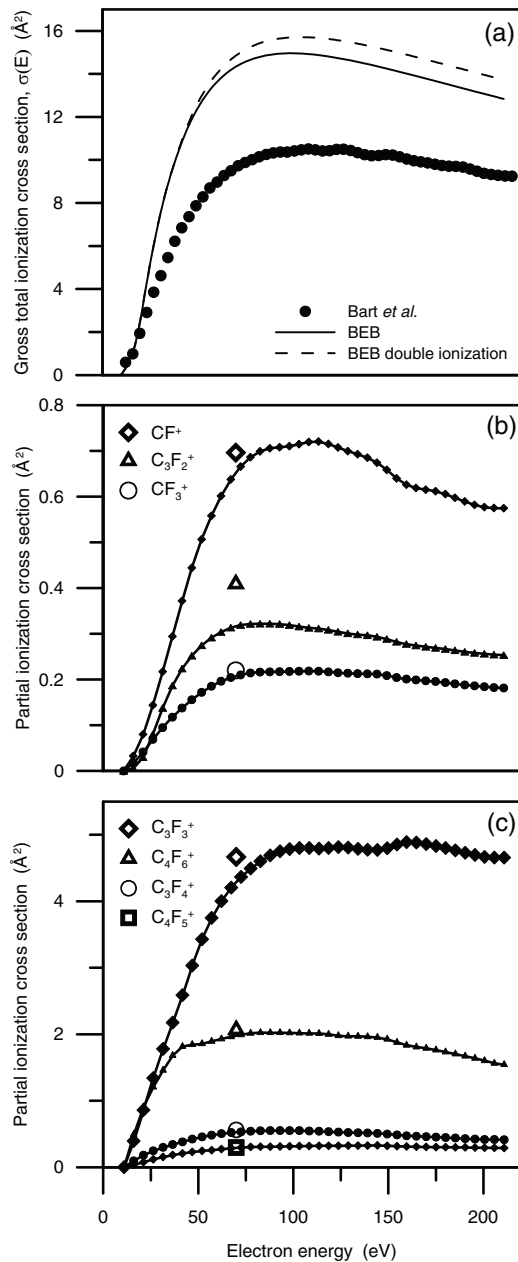 (a)
Gross total ionization cross section, σ(E) (Å²)
16
12
8
4
0
Bart et al.
BEB
BEB double ionization
(b)
Partial ionization cross section (Å²)
0.8
0.6
0.4
0.2
0
CF⁺
C₃F₂⁺
CF₃⁺
(c)
Partial ionization cross section (Å²)
4
2
0
C₃F₃⁺
C₄F₆⁺
C₃F₄⁺
C₄F₅⁺
0 50 100 150 200
Electron energy (eV)